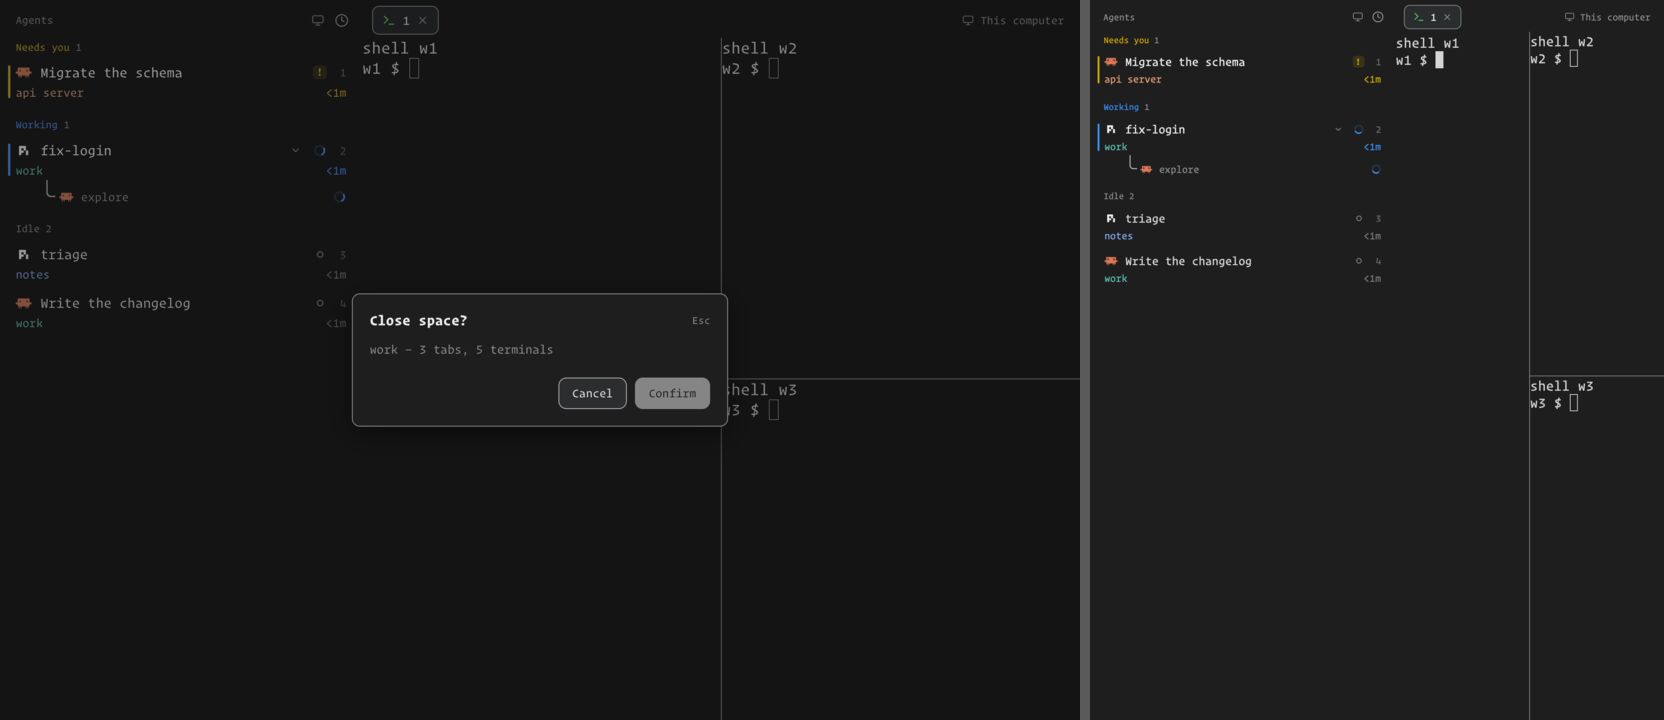 Agents
Needs you 1
Migrate the schema ! 1
api server <1m
Working 1
fix-login 2
work <1m
explore
Idle 2
triage 3
notes <1m
Write the changelog 4
work <1m
>_ 1 ×
This computer
shell w1
w1 $
shell w2
w2 $
shell w3
w3 $
Close space? Esc
work – 3 tabs, 5 terminals
Cancel Confirm
Agents
Needs you 1
Migrate the schema ! 1
api server <1m
Working 1
fix-login 2
work <1m
explore
Idle 2
triage 3
notes <1m
Write the changelog 4
work <1m
>_ 1 ×
This computer
shell w1
w1 $
shell w2
w2 $
shell w3
w3 $